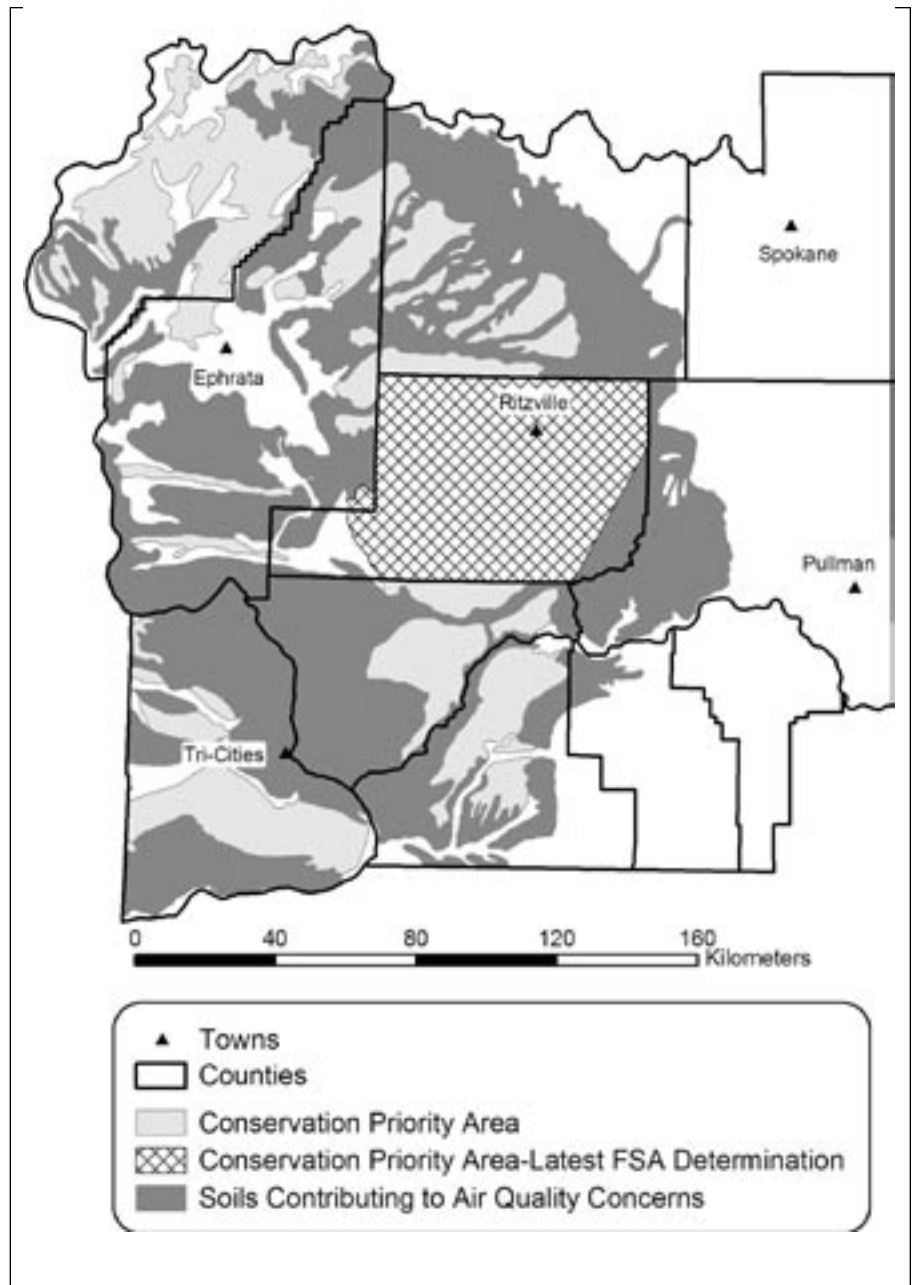 Spokane
Ephrata
Ritzville
Pullman
Tri-Cities
0 40 80 120 160
Kilometers
Towns
Counties
Conservation Priority Area
Conservation Priority Area-Latest FSA Determination
Soils Contributing to Air Quality Concerns